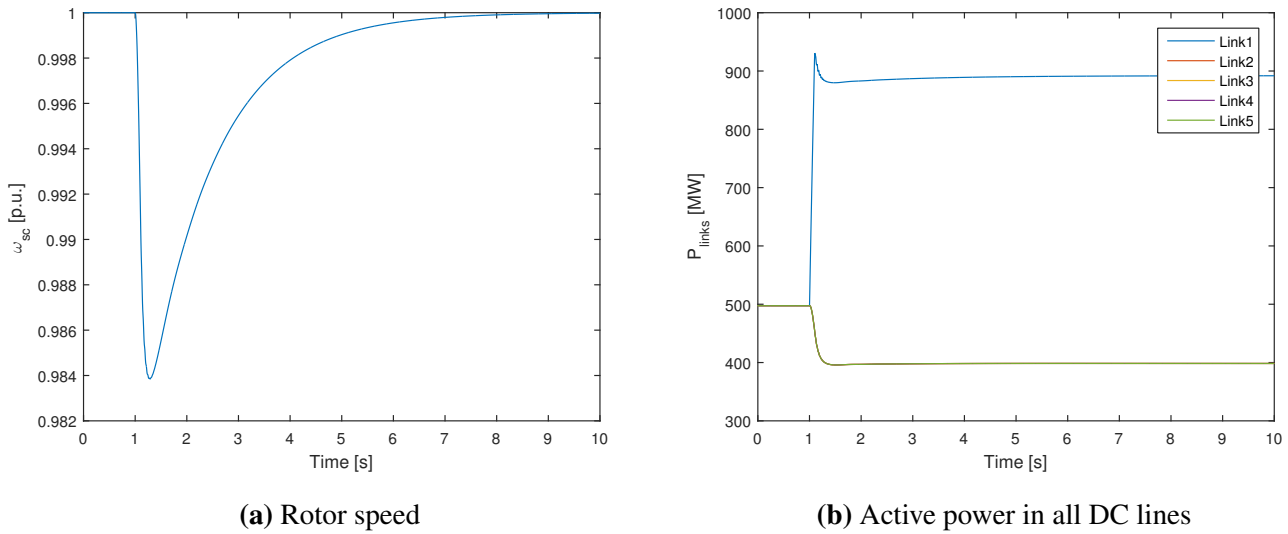 1
0.998
0.996
0.994
0.992
0.99
0.988
0.986
0.984
0.982
ω_sc [p.u.]
0 1 2 3 4 5 6 7 8 9 10
Time [s]
(a) Rotor speed
1000
900
800
700
600
500
400
300
P_links [MW]
0 1 2 3 4 5 6 7 8 9 10
Time [s]
Link1
Link2
Link3
Link4
Link5
(b) Active power in all DC lines